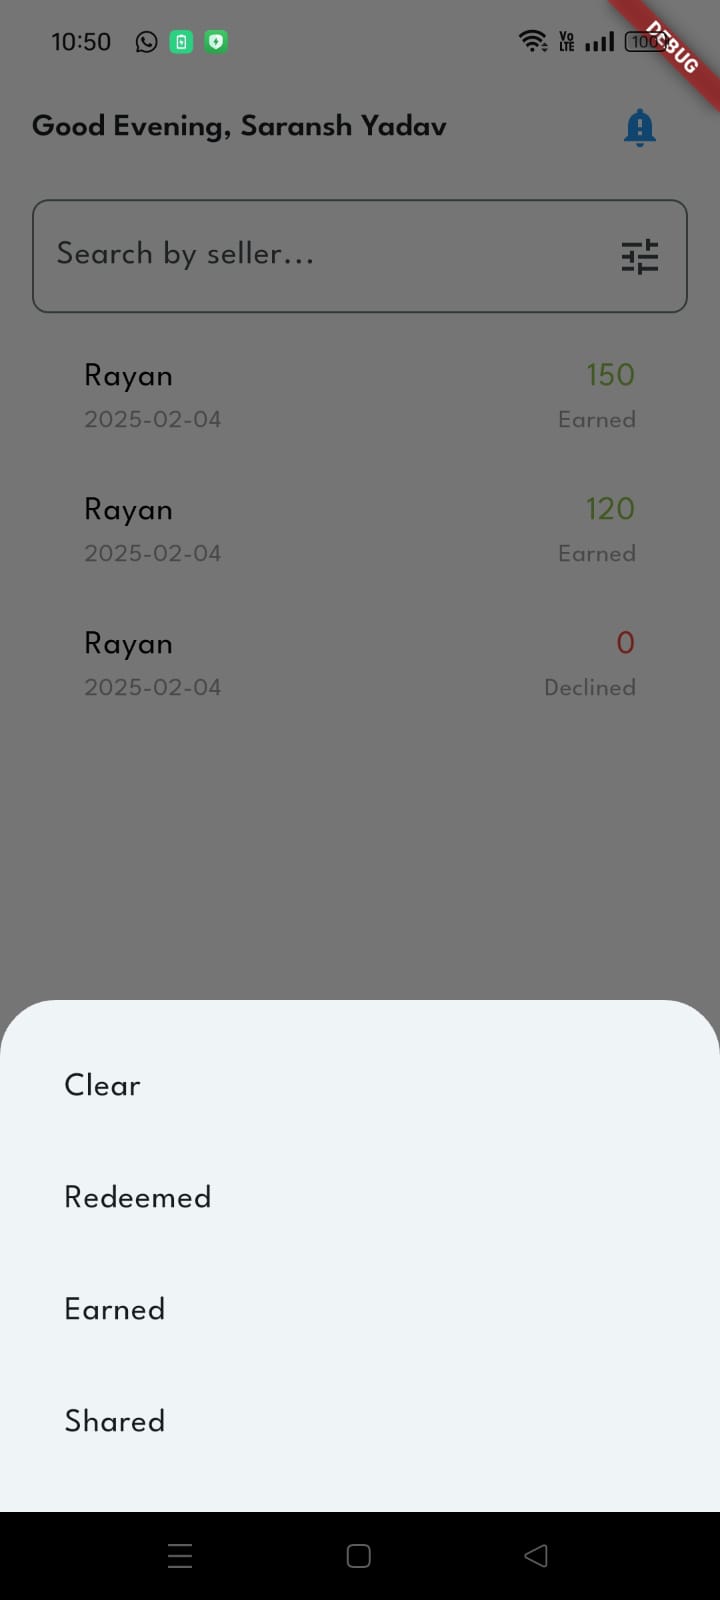 10:50 Vo LTE 100 DEBUG
Good Evening, Saransh Yadav
Search by seller...
Rayan 150
2025-02-04 Earned
Rayan 120
2025-02-04 Earned
Rayan 0
2025-02-04 Declined
Clear
Redeemed
Earned
Shared